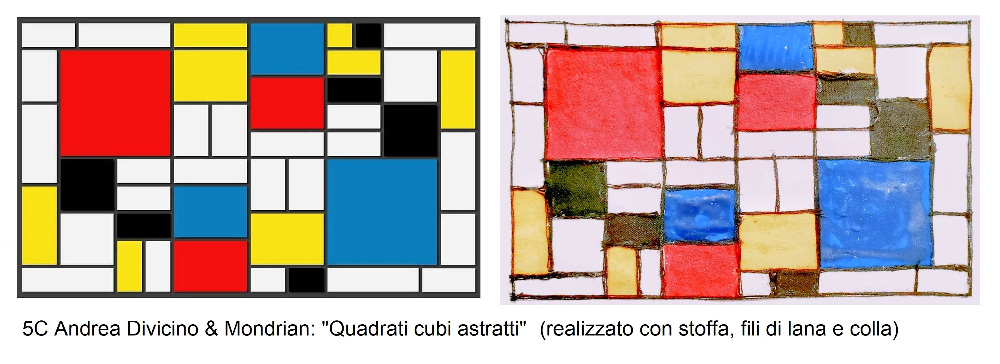 5C Andrea Divicino & Mondrian: "Quadrati cubi astratti" (realizzato con stoffa, fili di lana e colla)